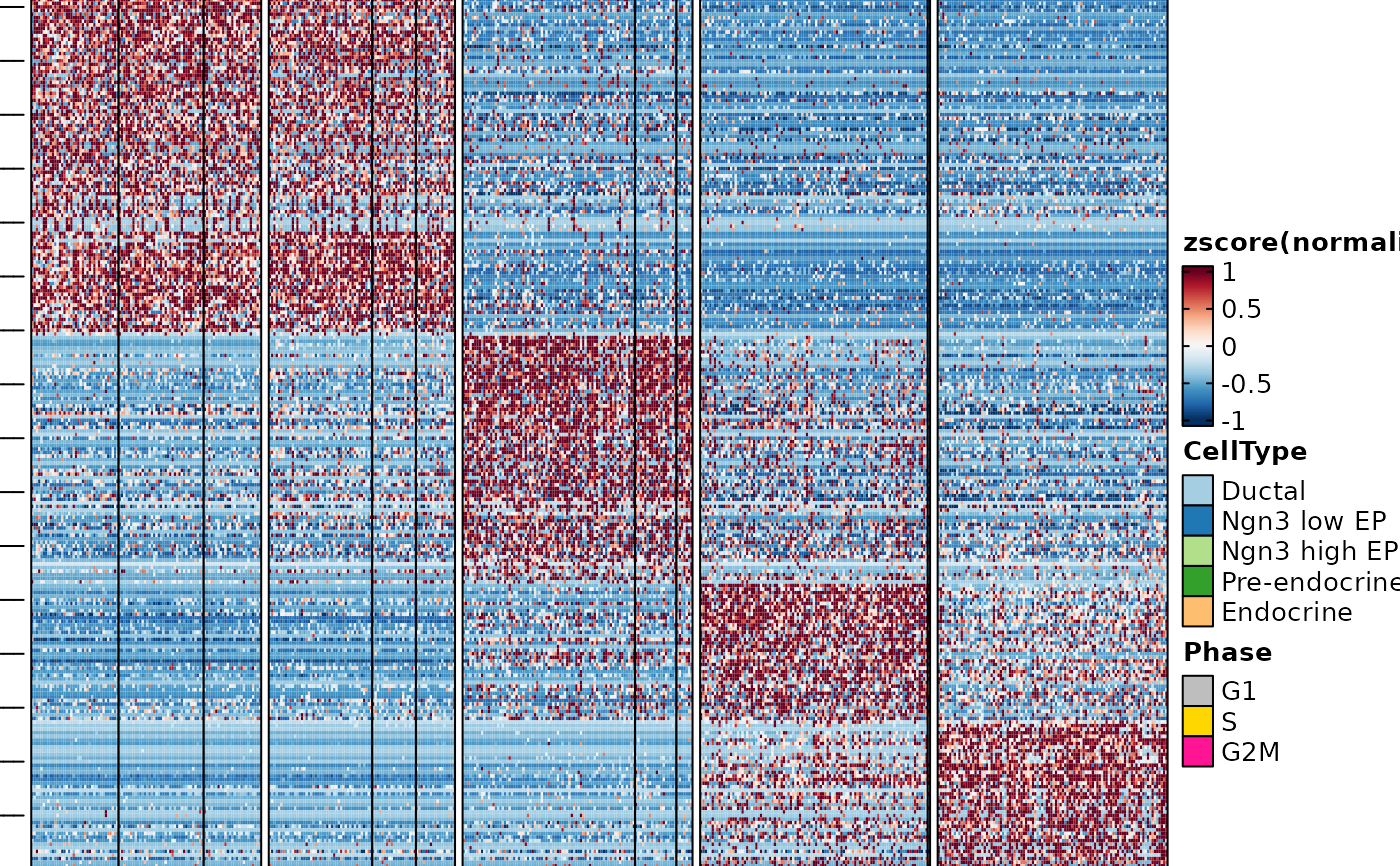 zscore(normali
1
0.5
0
-0.5
-1
CellType
Ductal
Ngn3 low EP
Ngn3 high EP
Pre-endocrine
Endocrine
Phase
G1
S
G2M